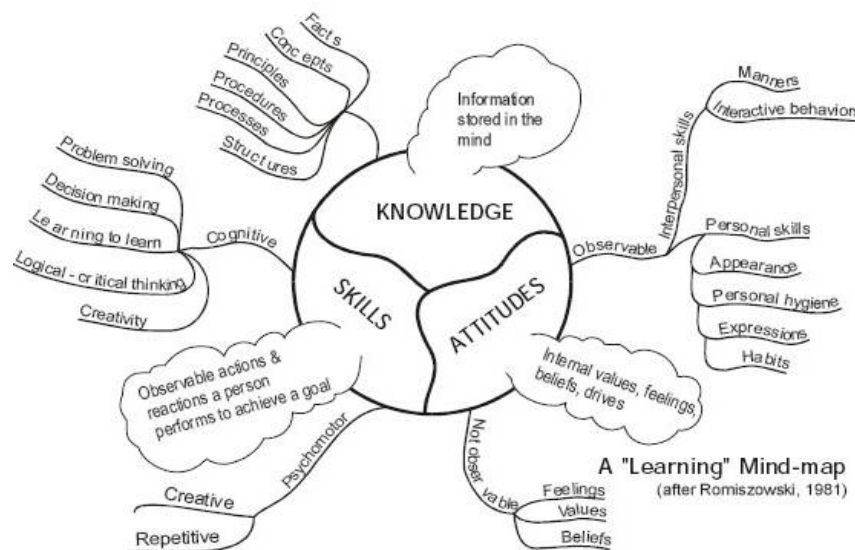 Facts
Concepts
Principles
Procedures
Processes
Structures
Information
stored in the
mind
Manners
Interactive behaviors
Interpersonal skills
Problem solving
Decision making
Learning to learn
Logical - critical thinking
Creativity
Cognitive
KNOWLEDGE
SKILLS
ATTITUDES
Observable
Personal skills
Appearance
Personal hygiene
Expressions
Habits
Observable actions &
reactions a person
performs to achieve a goal
Internal values, feelings,
beliefs, drives
Psychomotor
Creative
Repetitive
Not observable
Feelings
Values
Beliefs
A "Learning" Mind-map
(after Romiszowski, 1981)